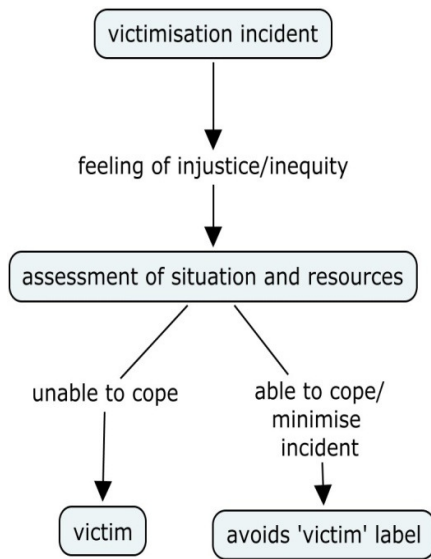 victimisation incident
feeling of injustice/inequity
assessment of situation and resources
unable to cope
able to cope/
minimise
incident
victim
avoids 'victim' label